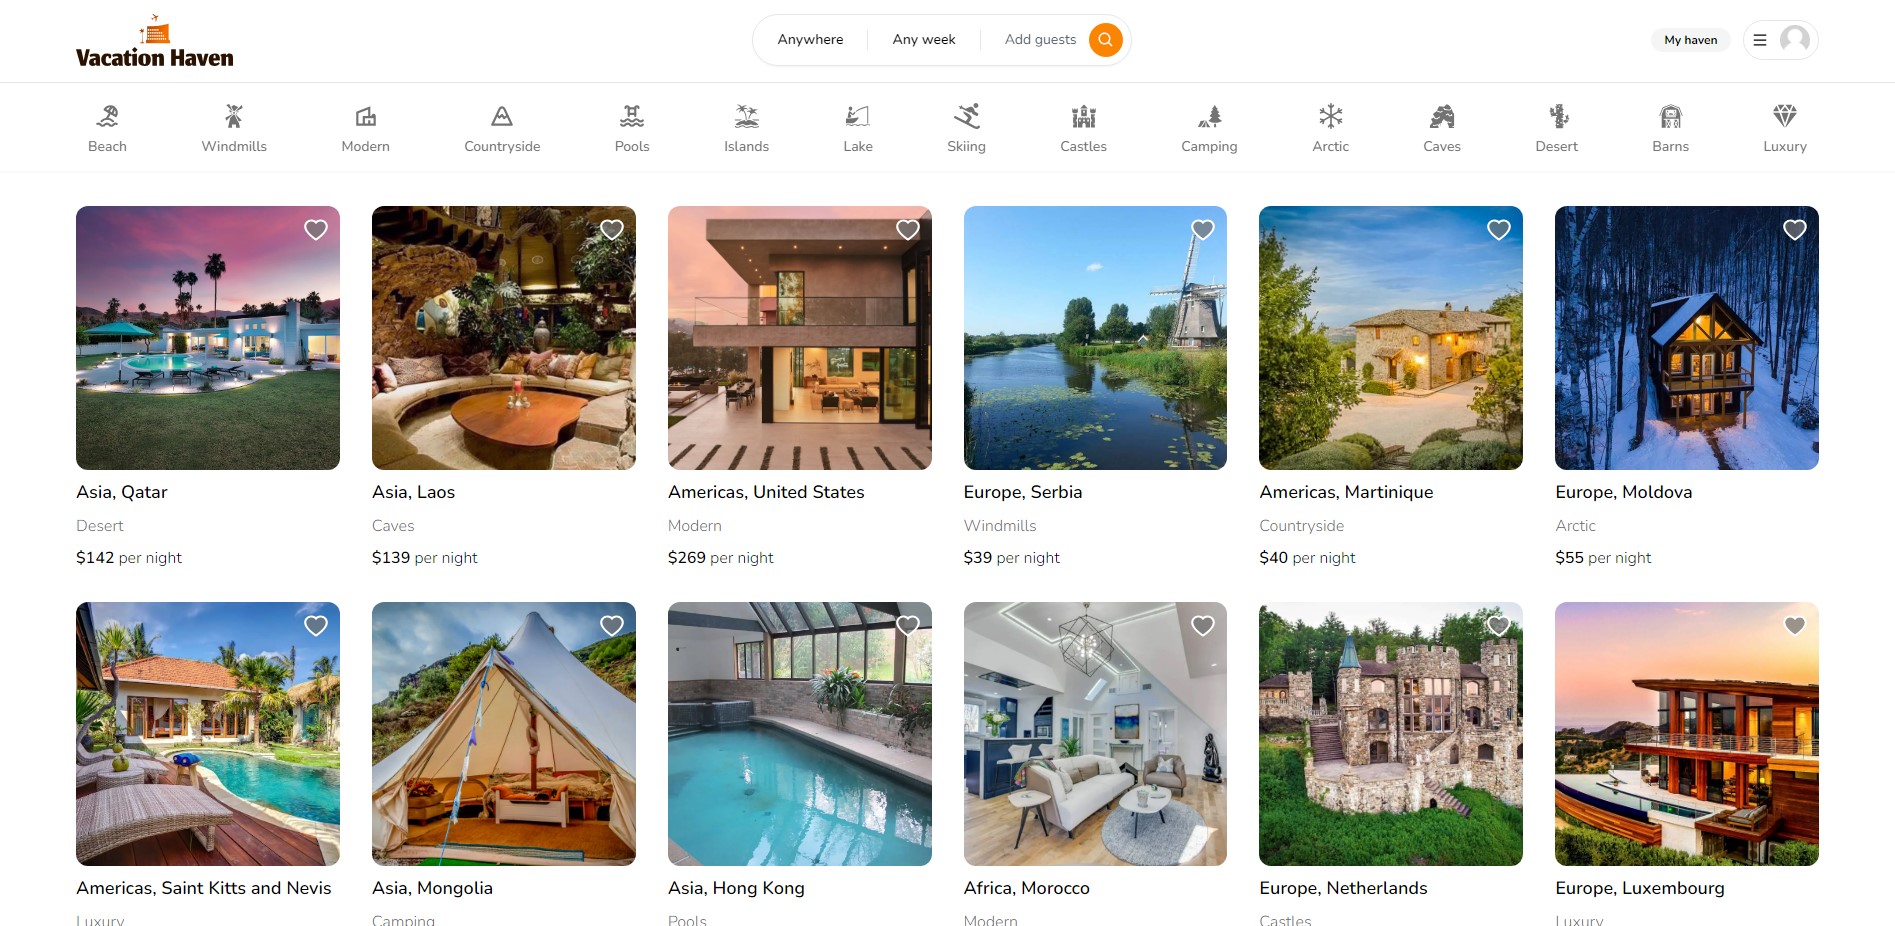 Vacation Haven
Anywhere
Any week
Add guests
My haven
Beach
Windmills
Modern
Countryside
Pools
Islands
Lake
Skiing
Castles
Camping
Arctic
Caves
Desert
Barns
Luxury
Asia, Qatar
Desert
$142 per night
Asia, Laos
Caves
$139 per night
Americas, United States
Modern
$269 per night
Europe, Serbia
Windmills
$39 per night
Americas, Martinique
Countryside
$40 per night
Europe, Moldova
Arctic
$55 per night
Americas, Saint Kitts and Nevis
Luxury
Asia, Mongolia
Camping
Asia, Hong Kong
Pools
Africa, Morocco
Modern
Europe, Netherlands
Castles
Europe, Luxembourg
Luxury